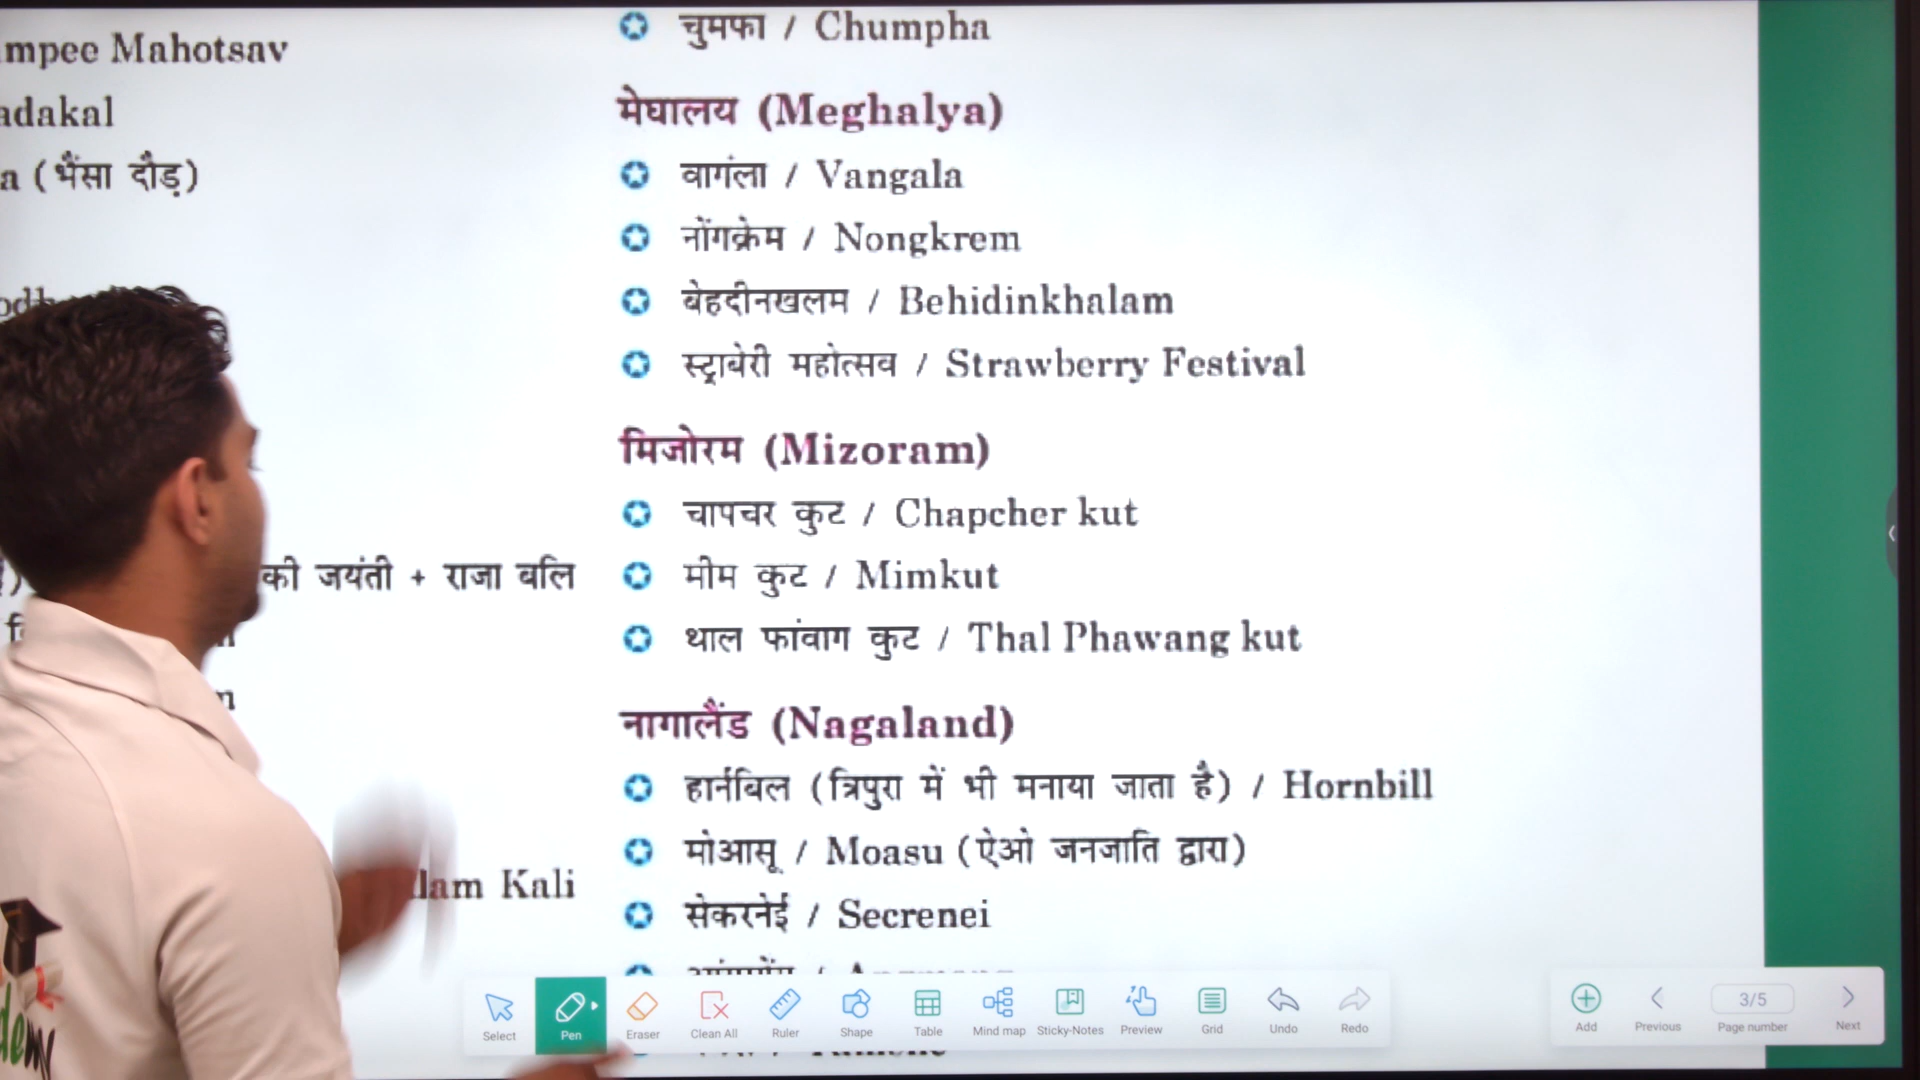 mpee Mahotsav
adakal
a (भैंसा दौड़)
की जयंती + राजा बलि
lam Kali
चुमफा / Chumpha
मेघालय (Meghalya)
वागंला / Vangala
नोंगक्रेम / Nongkrem
बेहदीनखलम / Behidinkhalam
स्ट्राबेरी महोत्सव / Strawberry Festival
मिजोरम (Mizoram)
चापचर कुट / Chapcher kut
मीम कुट / Mimkut
थाल फांवाग कुट / Thal Phawang kut
नागालैंड (Nagaland)
हार्नबिल (त्रिपुरा में भी मनाया जाता है) / Hornbill
मोआसू / Moasu (ऐओ जनजाति द्वारा)
सेकरनेई / Secrenei
Select Pen Eraser Clean All Ruler Shape Table Mind map Sticky-Notes Preview Grid Undo Redo
Add Previous 3/5 Page number Next